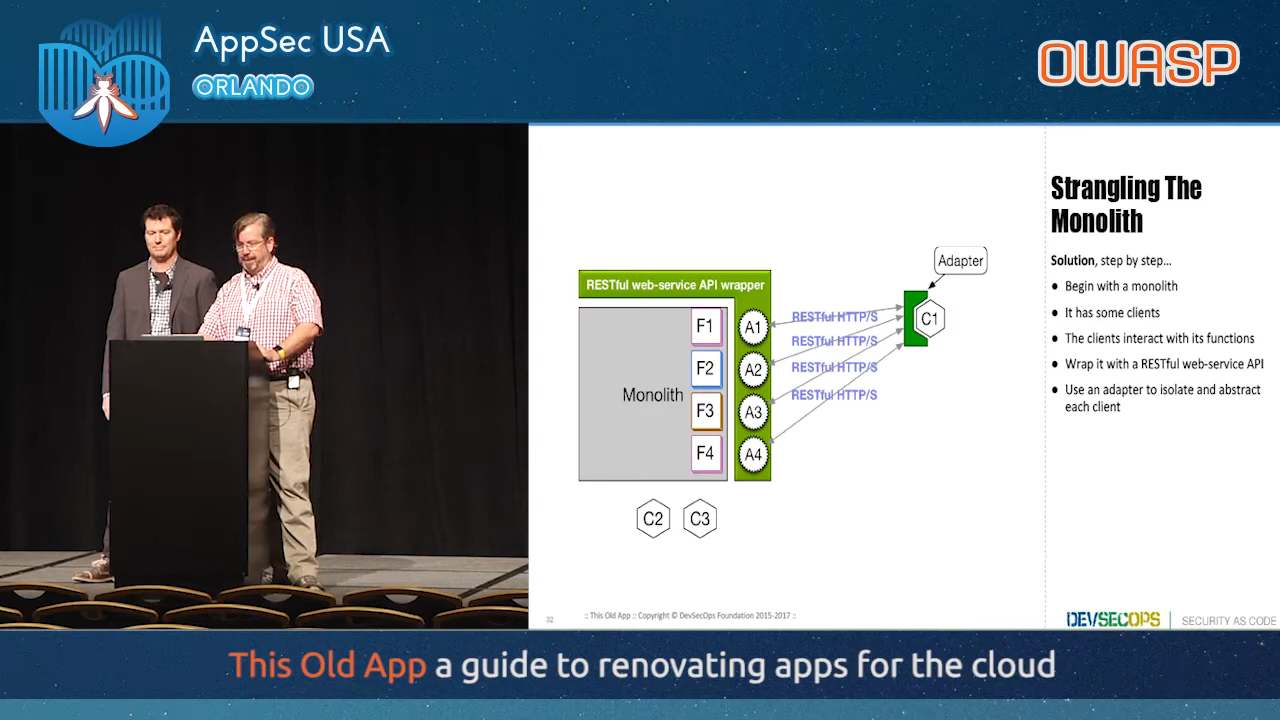 AppSec USA
ORLANDO
OWASP
Strangling The
Monolith
Solution, step by step...
● Begin with a monolith
● It has some clients
● The clients interact with its functions
● Wrap it with a RESTful web-service API
● Use an adapter to isolate and abstract
each client
Adapter
RESTful web-service API wrapper
F1
A1
RESTful HTTP/S
C1
F2
A2
RESTful HTTP/S
Monolith
F3
A3
RESTful HTTP/S
F4
A4
RESTful HTTP/S
C2
C3
32
:: This Old App :: Copyright © DevSecOps Foundation 2015-2017 ::
DEVSECOPS
SECURITY AS CODE
This Old App a guide to renovating apps for the cloud